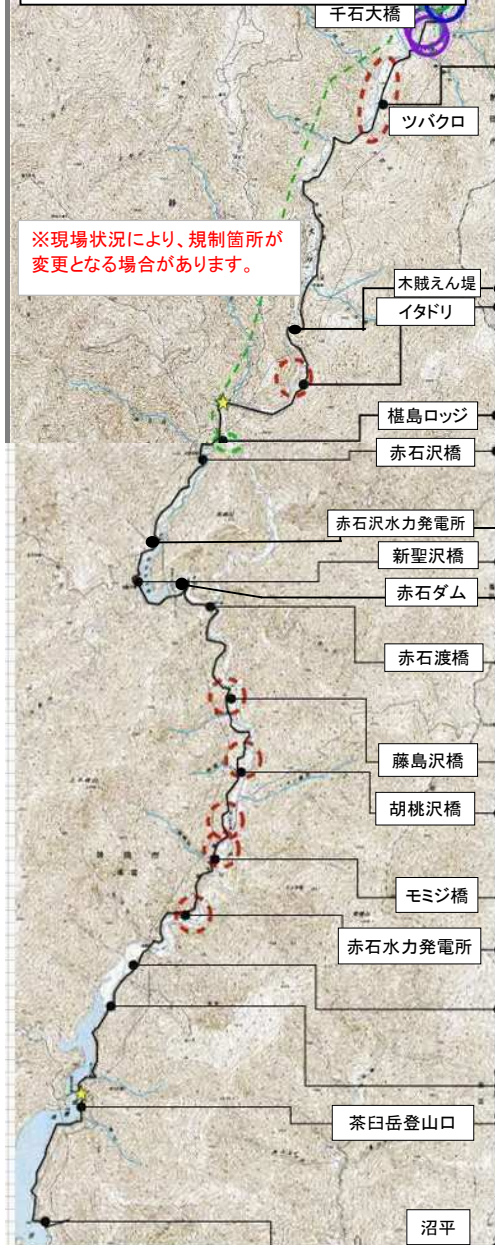 千石大橋
ツバクロ
※現場状況により、規制箇所が
変更となる場合があります。
木賊えん堤
イタドリ
椹島ロッジ
赤石沢橋
赤石沢水力発電所
新聖沢橋
赤石ダム
赤石渡橋
藤島沢橋
胡桃沢橋
モミジ橋
赤石水力発電所
茶臼岳登山口
沼平